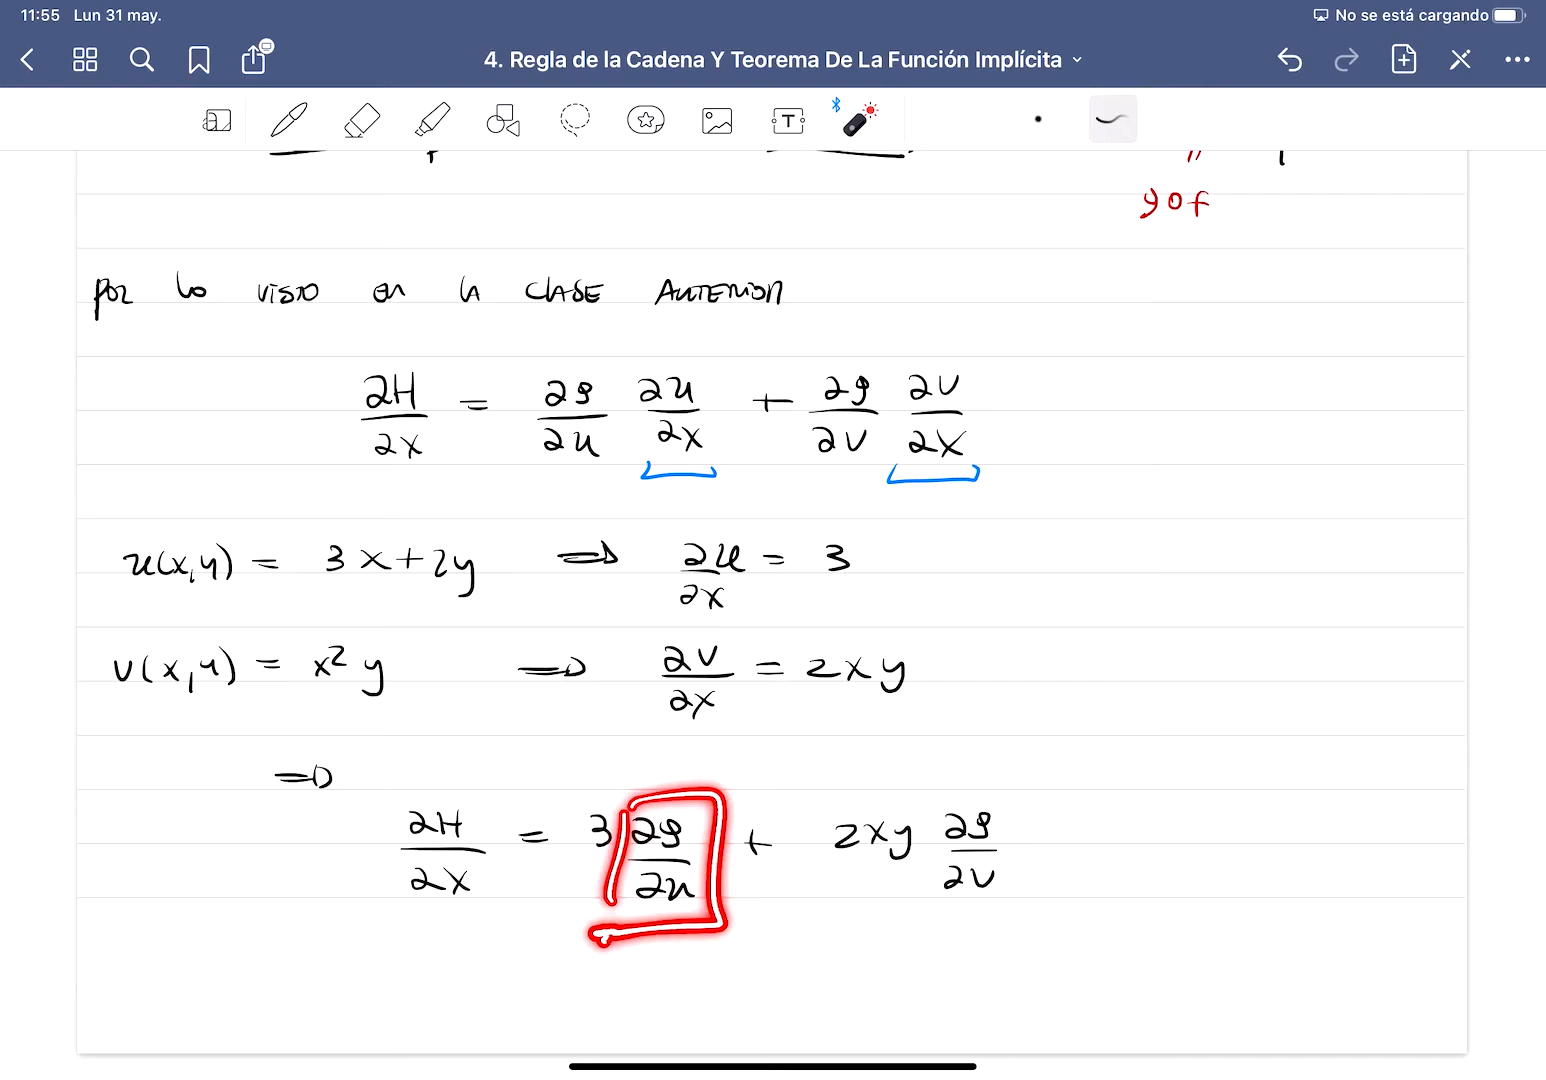 11:55 Lun 31 may. No se está cargando
4. Regla de la Cadena Y Teorema De La Función Implícita
T
gof
por lo visto en la CLASE ANTERIOR
∂H/∂x = ∂g/∂u ∂u/∂x + ∂g/∂v ∂v/∂x
u(x,y) = 3x+2y ⇒ ∂u/∂x = 3
v(x,y) = x² y ⇒ ∂v/∂x = 2xy
⇒
∂H/∂x = 3 ∂g/∂u + 2xy ∂g/∂v